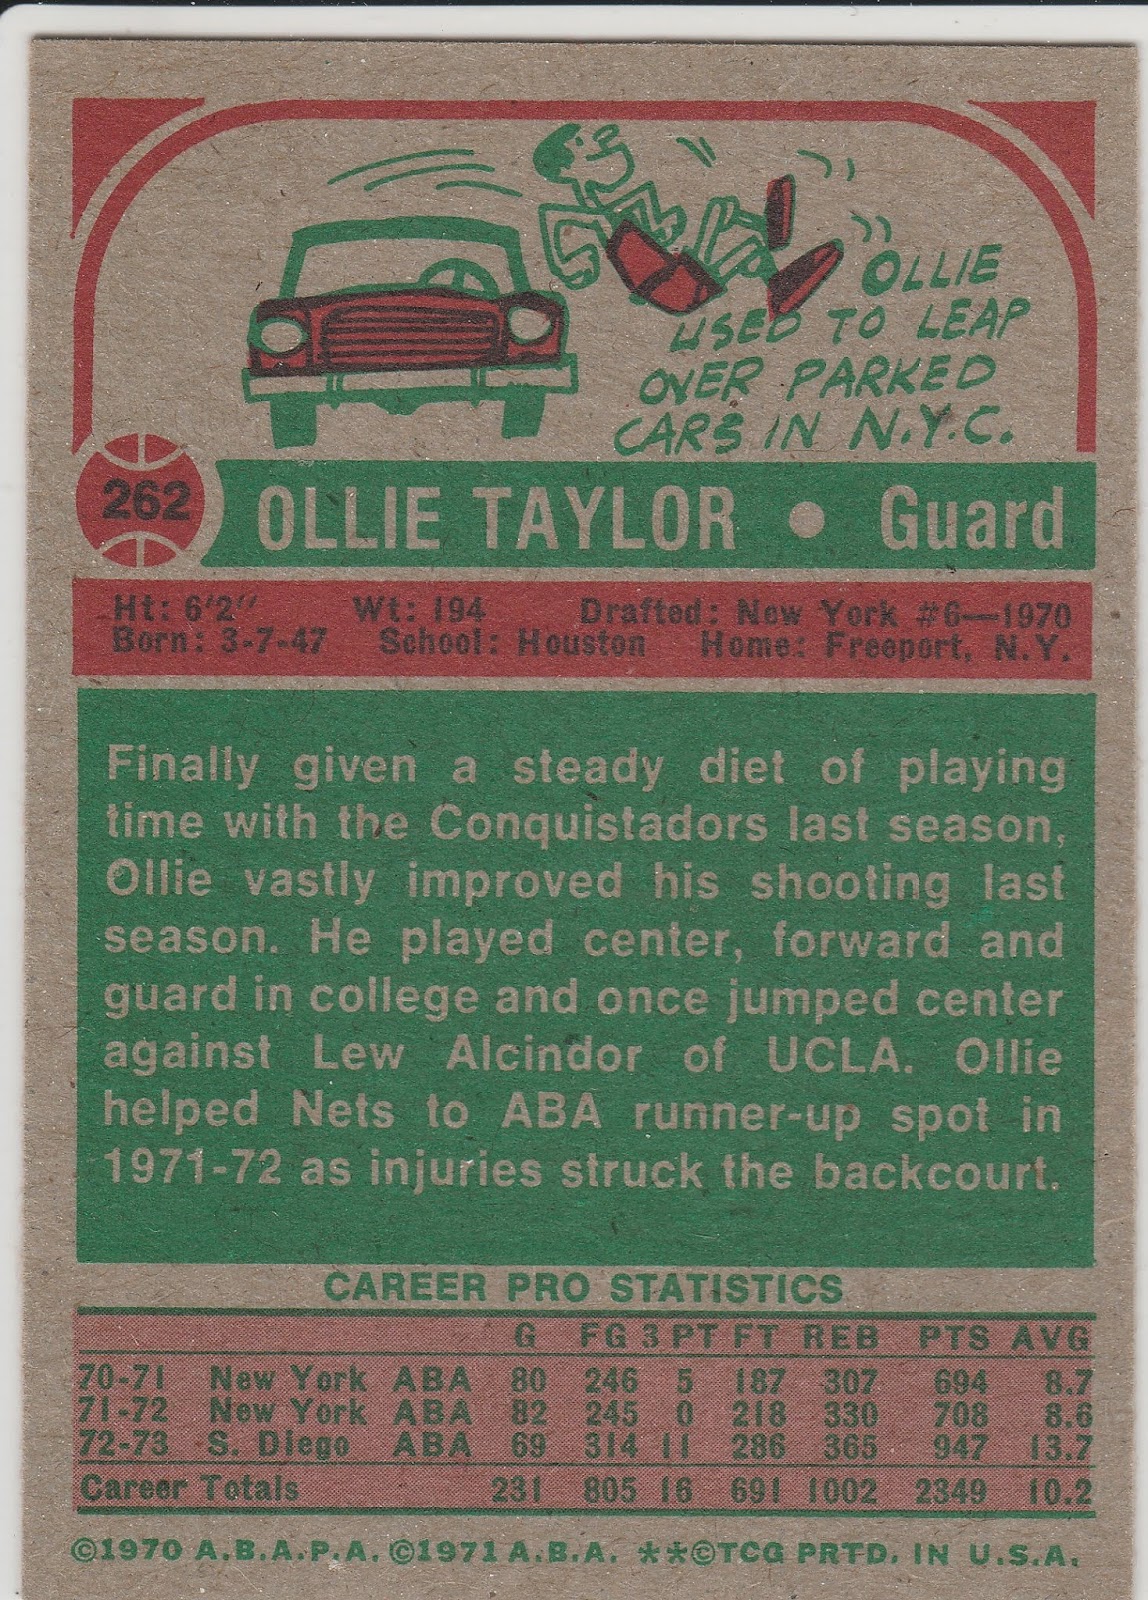 OLLIE
USED TO LEAP
OVER PARKED
CARS IN N.Y.C.
262 OLLIE TAYLOR • Guard
Ht: 6'2" Wt: 194 Drafted: New York #6—1970
Born: 3-7-47 School: Houston Home: Freeport, N.Y.
Finally given a steady diet of playing
time with the Conquistadors last season,
Ollie vastly improved his shooting last
season. He played center, forward and
guard in college and once jumped center
against Lew Alcindor of UCLA. Ollie
helped Nets to ABA runner-up spot in
1971-72 as injuries struck the backcourt.
CAREER PRO STATISTICS
G FG 3 PT FT REB PTS AVG
70-71 New York ABA 80 246 5 187 307 694 8.7
71-72 New York ABA 82 245 0 218 330 708 8.6
72-73 S. Diego ABA 69 314 11 286 365 947 13.7
Career Totals 231 805 16 691 1002 2349 10.2
©1970 A.B.A.P.A. ©1971 A.B.A. **©TCG PRTD. IN U.S.A.